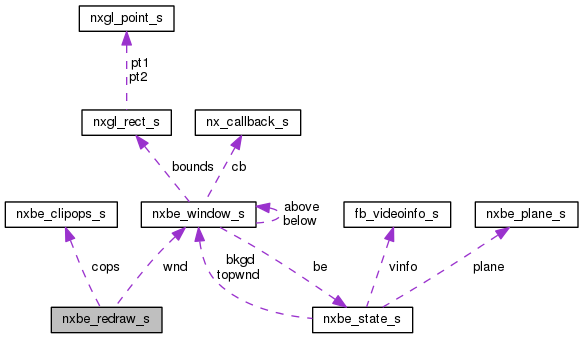 nxgl_point_s
pt1
pt2
nxgl_rect_s
nx_callback_s
bounds
cb
nxbe_clipops_s
nxbe_window_s
above
below
fb_videoinfo_s
nxbe_plane_s
cops
wnd
bkgd
topwnd
be
vinfo
plane
nxbe_redraw_s
nxbe_state_s